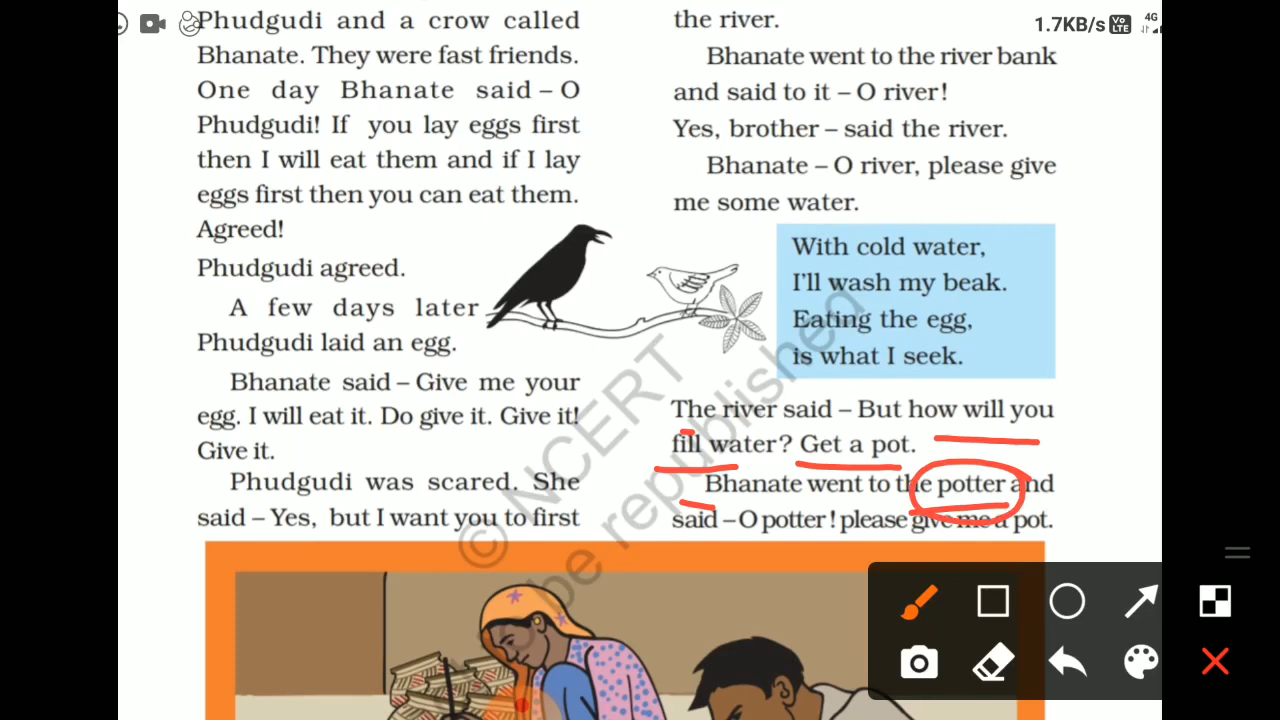 Phudgudi and a crow called
Bhanate. They were fast friends.
One day Bhanate said – O
Phudgudi! If you lay eggs first
then I will eat them and if I lay
eggs first then you can eat them.
Agreed!
Phudgudi agreed.
A few days later
Phudgudi laid an egg.
Bhanate said – Give me your
egg. I will eat it. Do give it. Give it!
Give it.
Phudgudi was scared. She
said – Yes, but I want you to first
the river.
Bhanate went to the river bank
and said to it – O river!
Yes, brother – said the river.
Bhanate – O river, please give
me some water.
With cold water,
I'll wash my beak.
Eating the egg,
is what I seek.
The river said – But how will you
fill water? Get a pot.
Bhanate went to the potter and
said – O potter ! please give me a pot.
© NCERT
be republished
1.7KB/s Vo LTE 4G